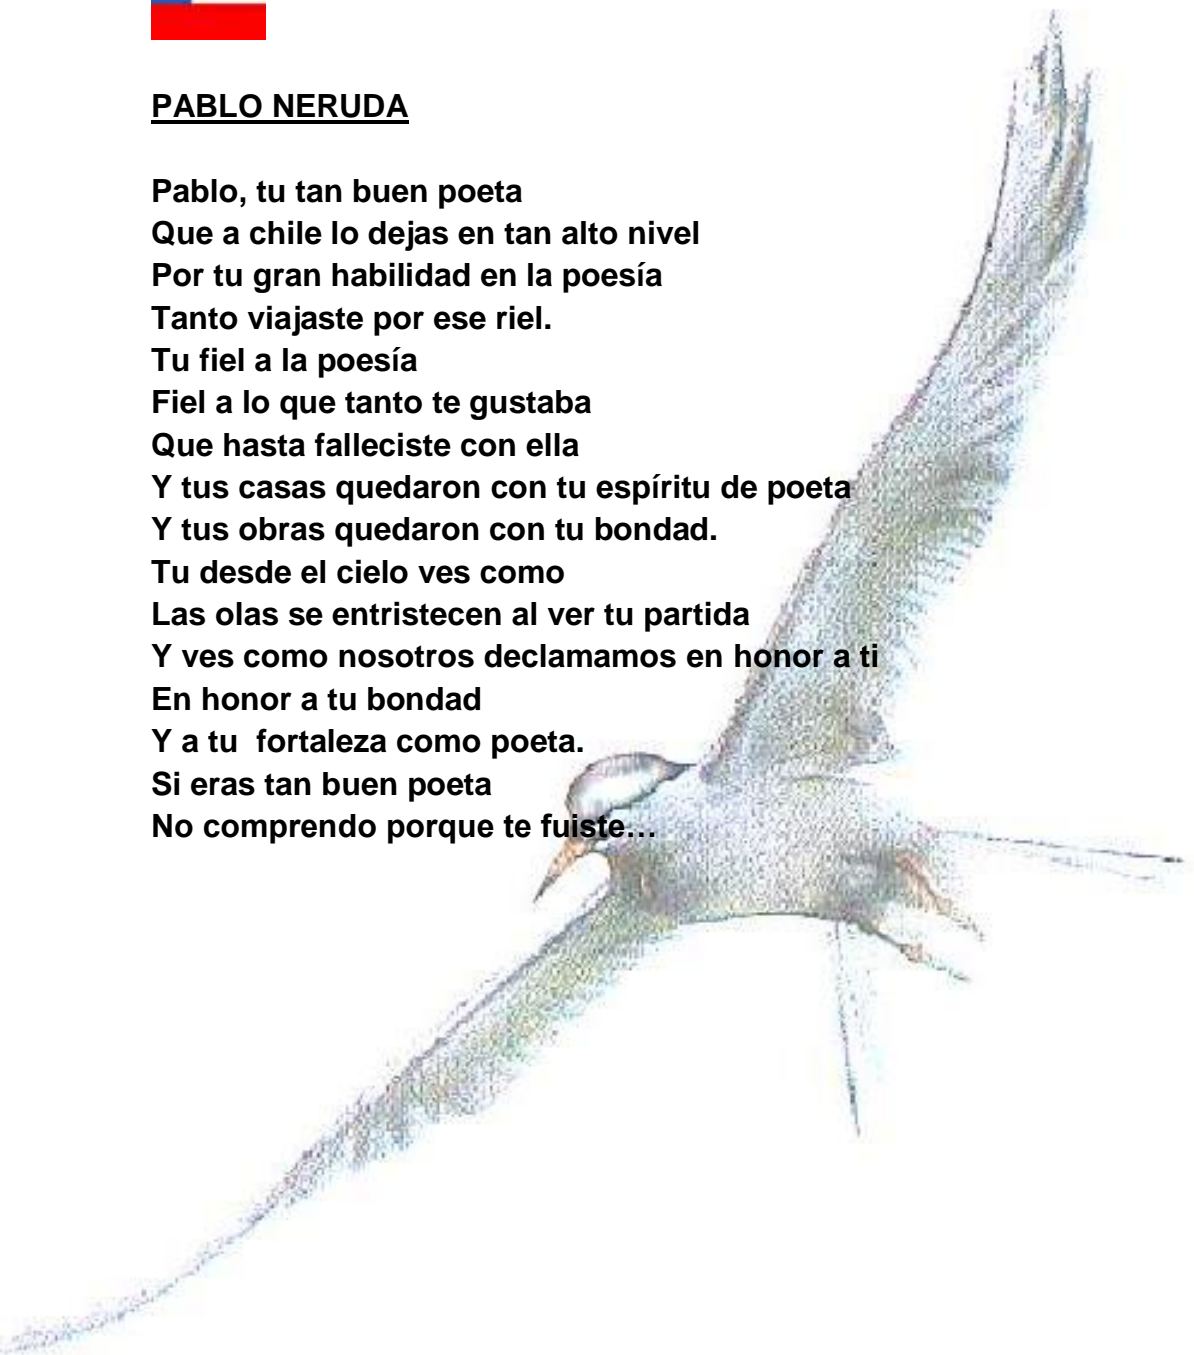 PABLO NERUDA
Pablo, tu tan buen poeta
Que a chile lo dejas en tan alto nivel
Por tu gran habilidad en la poesía
Tanto viajaste por ese riel.
Tu fiel a la poesía
Fiel a lo que tanto te gustaba
Que hasta falleciste con ella
Y tus casas quedaron con tu espíritu de poeta
Y tus obras quedaron con tu bondad.
Tu desde el cielo ves como
Las olas se entristecen al ver tu partida
Y ves como nosotros declamamos en honor a ti
En honor a tu bondad
Y a tu  fortaleza como poeta.
Si eras tan buen poeta
No comprendo porque te fuiste…